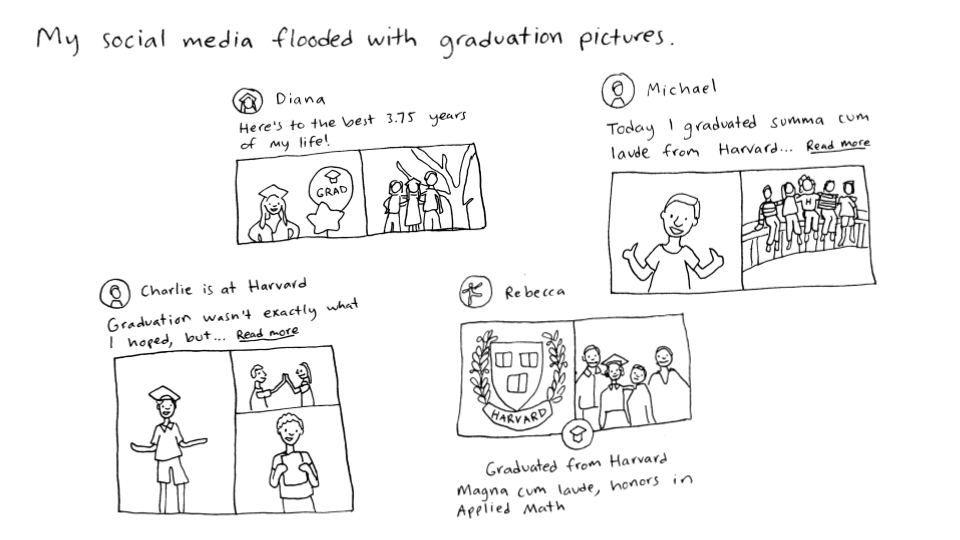 My social media flooded with graduation pictures.
Diana
Here's to the best 3.75 years
of my life!
GRAD
Michael
Today I graduated summa cum
laude from Harvard... Read more
H
Charlie is at Harvard
Graduation wasn't exactly what
I hoped, but... Read more
Rebecca
HARVARD
Graduated from Harvard
Magna cum laude, honors in
Applied Math